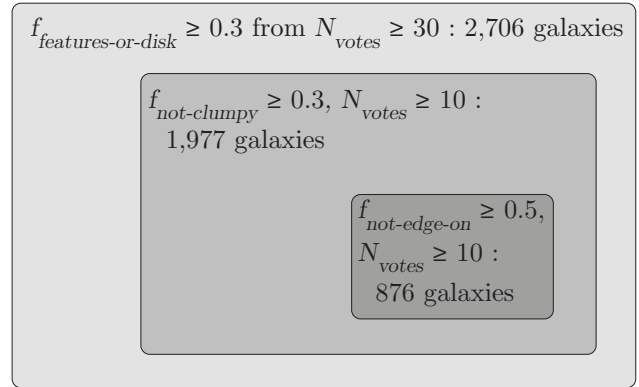 f_features-or-disk ≥ 0.3 from N_votes ≥ 30 : 2,706 galaxies
f_not-clumpy ≥ 0.3, N_votes ≥ 10 :
1,977 galaxies
f_not-edge-on ≥ 0.5,
N_votes ≥ 10 :
876 galaxies